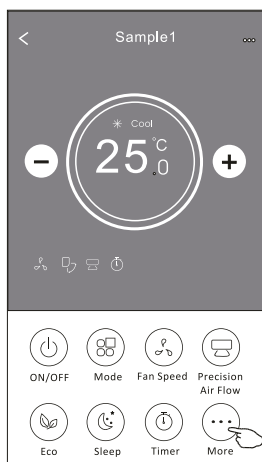 Sample1
Cool
25.0°C
ON/OFF
Mode
Fan Speed
Precision
Air Flow
Eco
Sleep
Timer
More